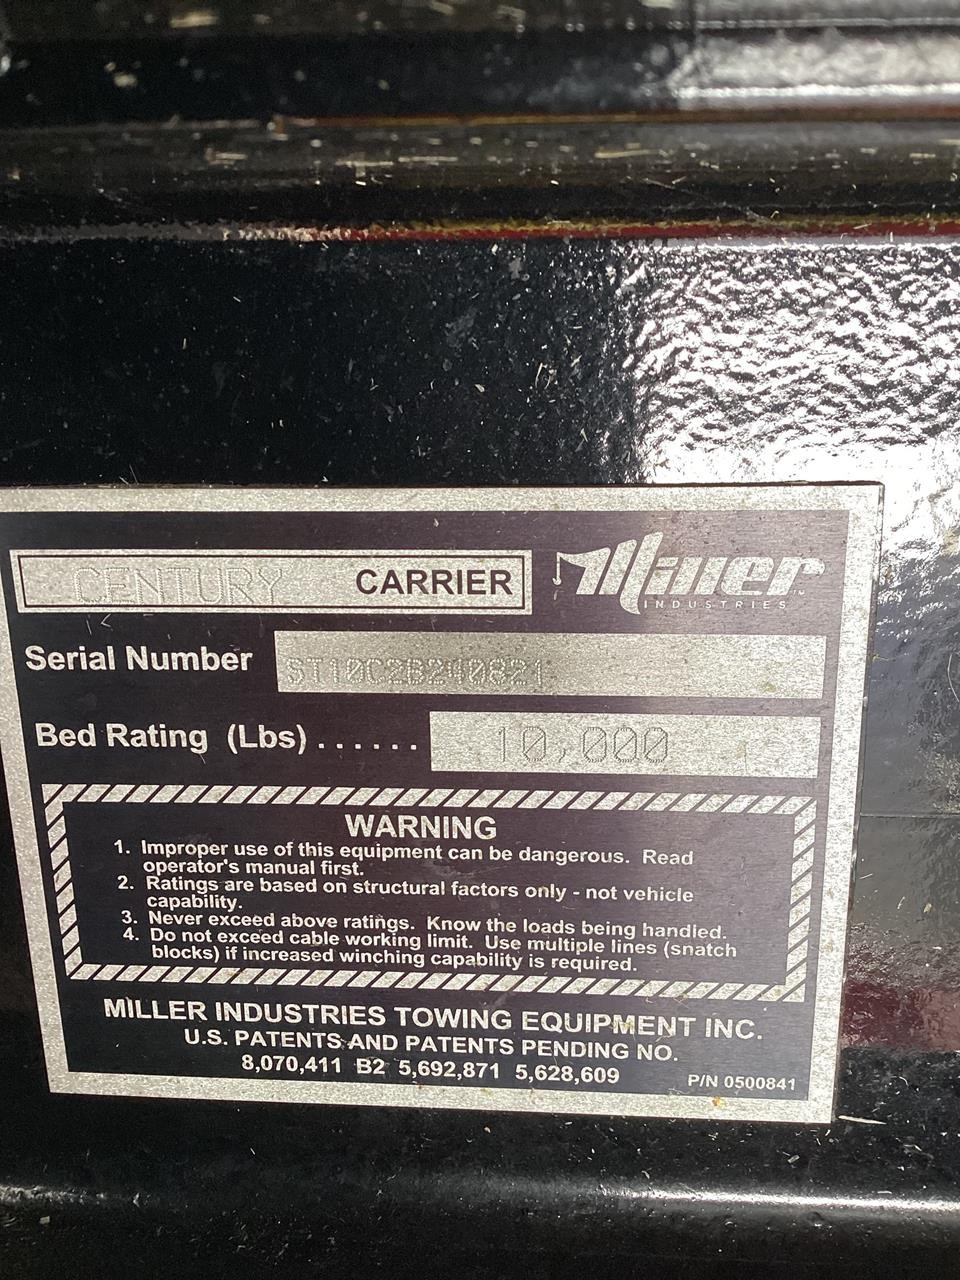 CENTURY CARRIER Miller
INDUSTRIES
Serial Number ST10C2B240821
Bed Rating (Lbs) ...... 10,000
WARNING
1. Improper use of this equipment can be dangerous. Read
operator's manual first.
2. Ratings are based on structural factors only - not vehicle
capability.
3. Never exceed above ratings. Know the loads being handled.
4. Do not exceed cable working limit. Use multiple lines (snatch
blocks) if increased winching capability is required.
MILLER INDUSTRIES TOWING EQUIPMENT INC.
U.S. PATENTS AND PATENTS PENDING NO.
8,070,411 B2 5,692,871 5,628,609 P/N 0500841